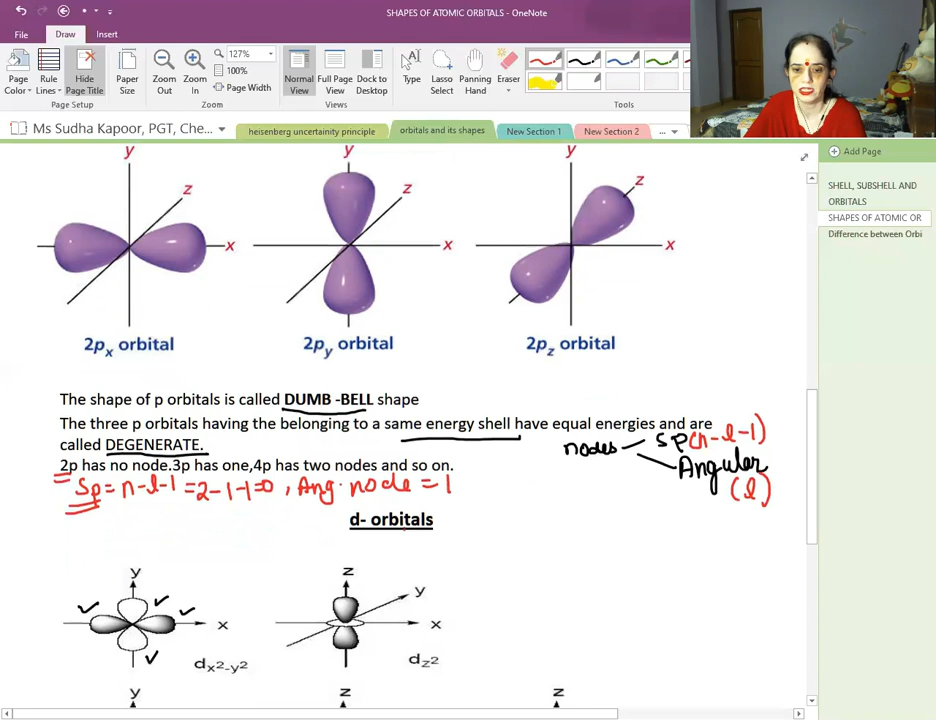 SHAPES OF ATOMIC ORBITALS - OneNote
File Draw Insert
Page Color Rule Lines Hide Page Title Paper Size Zoom Out Zoom In 127% 100% Page Width Normal View Full Page View Dock to Desktop Type Lasso Select Panning Hand Eraser
Page Setup Zoom Views Tools
Ms Sudha Kapoor, PGT, Che... heisenberg uncertainty principle orbitals and its shapes New Section 1 New Section 2 ... Add Page
SHELL, SUBSHELL AND ORBITALS
SHAPES OF ATOMIC OR
Difference between Orbi
y y y
z z z
x x x
2px orbital 2py orbital 2pz orbital
The shape of p orbitals is called DUMB -BELL shape
The three p orbitals having the belonging to a same energy shell have equal energies and are
called DEGENERATE.
nodes sp(n-l-1)
Angular
(l)
2p has no node.3p has one,4p has two nodes and so on.
Sp= n-l-1 =2-1-1=0, Ang. node = 1
d- orbitals
y z y
x x
dx2-y2 dz2
y z z